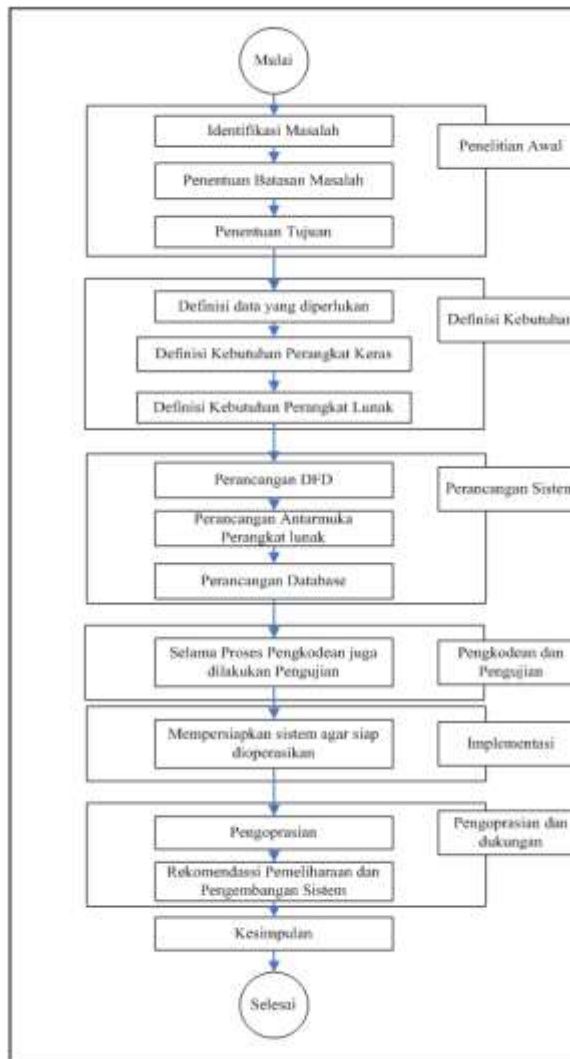 Mulai
Identifikasi Masalah
Penelitian Awal
Penentuan Batasan Masalah
Penentuan Tujuan
Definisi data yang diperlukan
Definisi Kebutuhan
Definisi Kebutuhan Perangkat Keras
Definisi Kebutuhan Perangkat Lunak
Perancangan DFD
Perancangan Sistem
Perancangan Antarmuka
Perangkat lunak
Perancangan Database
Selama Proses Pengkodean juga
dilakukan Pengujian
Pengkodean dan
Pengujian
Mempersiapkan sistem agar siap
dioperasikan
Implementasi
Pengoprasian
Pengoprasian dan
dukungan
Rekomendassi Pemeliharaan dan
Pengembangan Sistem
Kesimpulan
Selesai